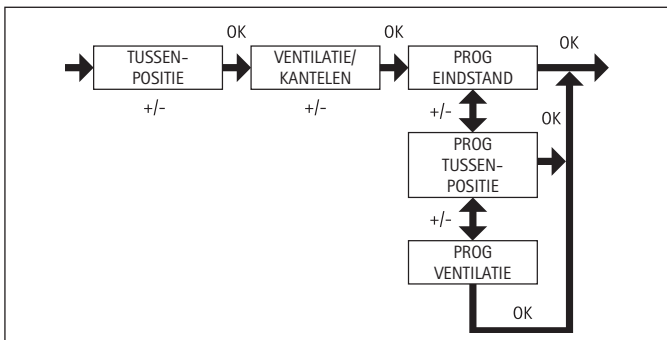 OK
OK
OK
TUSSEN-
POSITIE
VENTILATIE/
KANTELEN
PROG
EINDSTAND
+/-
+/-
+/-
OK
PROG
TUSSEN-
POSITIE
+/-
PROG
VENTILATIE
OK